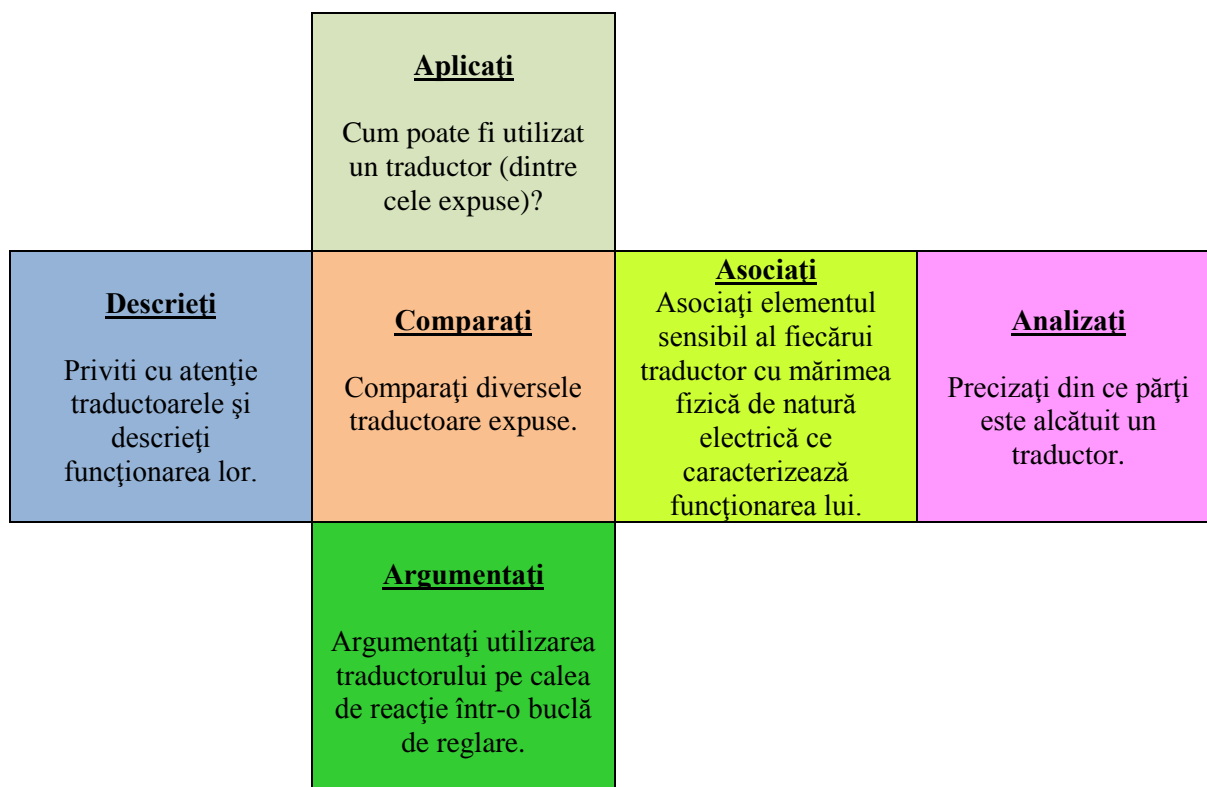 Aplicaţi
Cum poate fi utilizat
un traductor (dintre
cele expuse)?
Descrieţi
Priviti cu atenţie
traductoarele şi
descrieţi
funcţionarea lor.
Comparaţi
Comparaţi diversele
traductoare expuse.
Asociaţi
Asociaţi elementul
sensibil al fiecărui
traductor cu mărimea
fizică de natură
electrică ce
caracterizează
funcţionarea lui.
Analizaţi
Precizaţi din ce părţi
este alcătuit un
traductor.
Argumentaţi
Argumentaţi utilizarea
traductorului pe calea
de reacţie într-o buclă
de reglare.